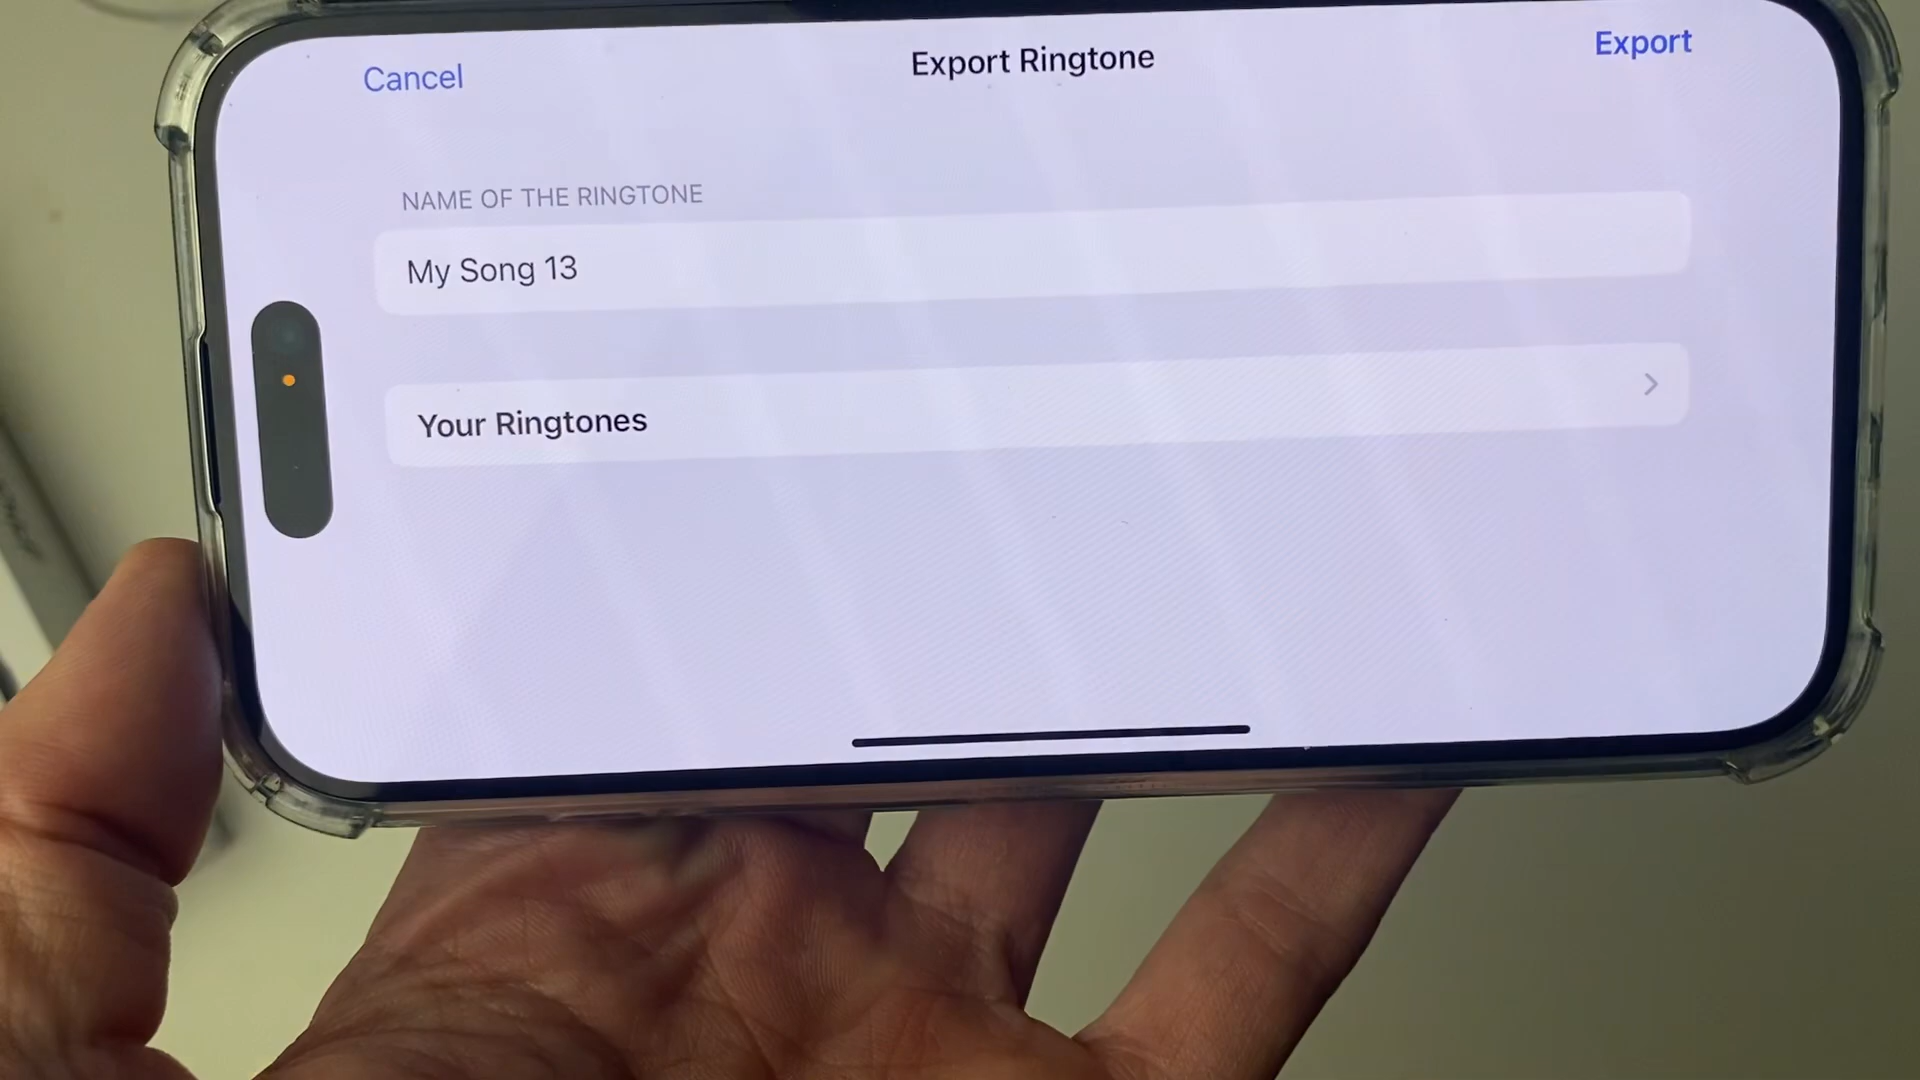 Cancel
Export Ringtone
Export
NAME OF THE RINGTONE
My Song 13
Your Ringtones